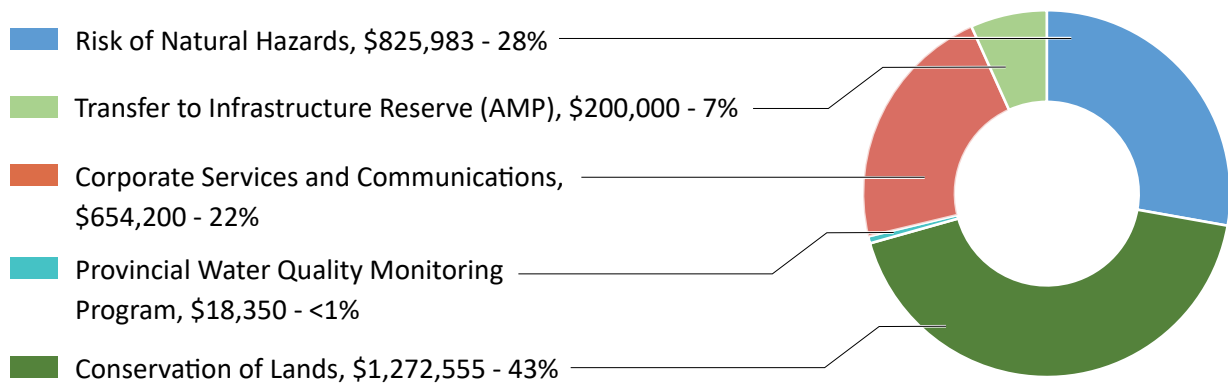 Risk of Natural Hazards, $825,983 - 28%
Transfer to Infrastructure Reserve (AMP), $200,000 - 7%
Corporate Services and Communications,
$654,200 - 22%
Provincial Water Quality Monitoring
Program, $18,350 - <1%
Conservation of Lands, $1,272,555 - 43%